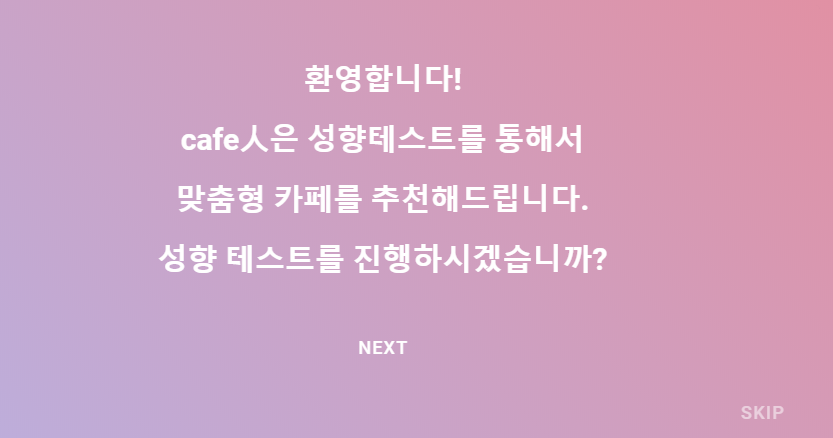 환영합니다!
cafe人은 성향테스트를 통해서
맞춤형 카페를 추천해드립니다.
성향 테스트를 진행하시겠습니까?
NEXT
SKIP